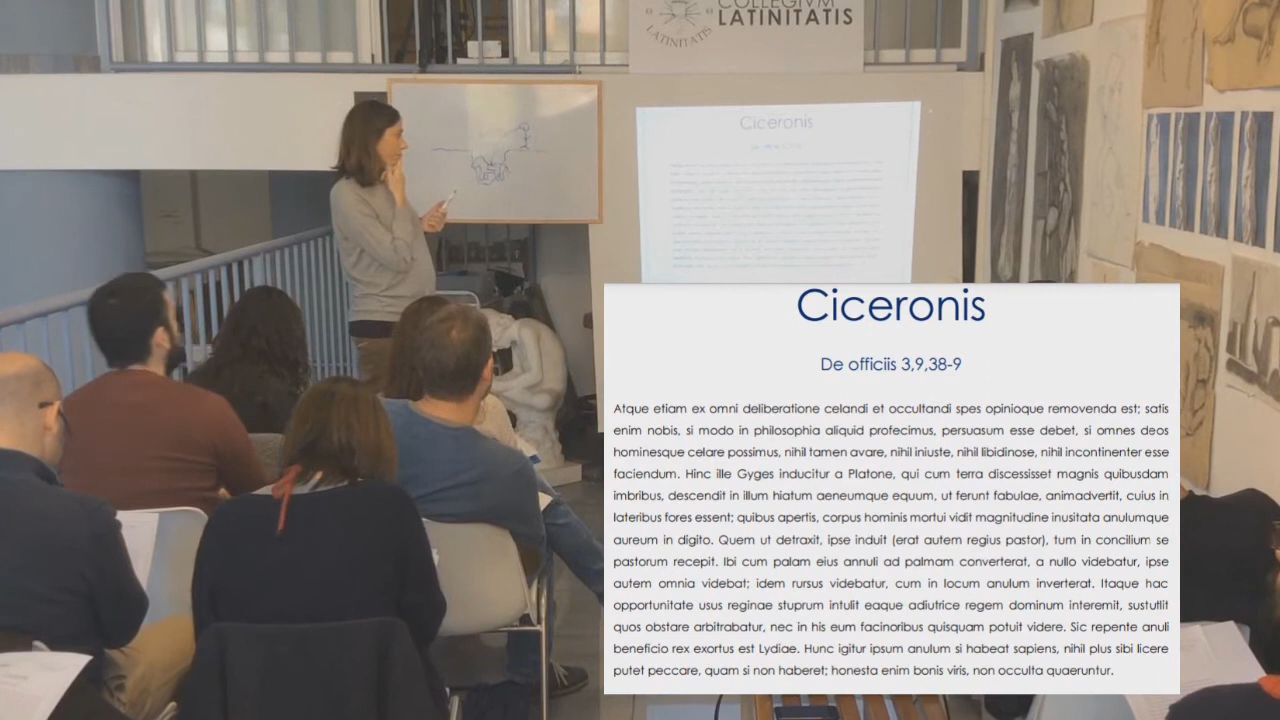 COLLEGIVM
LATINITATIS
LATINITATIS
Ciceronis
Ciceronis
De officiis 3,9,38-9
Atque etiam ex omni deliberatione celandi et occultandi spes opinioque removenda est; satis
enim nobis, si modo in philosophia aliquid profecimus, persuasum esse debet, si omnes deos
hominesque celare possimus, nihil tamen avare, nihil iniuste, nihil libidinose, nihil incontinenter esse
faciendum. Hinc ille Gyges inducitur a Platone, qui cum terra discessisset magnis quibusdam
imbribus, descendit in illum hiatum aeneumque equum, ut ferunt fabulae, animadvertit, cuius in
lateribus fores essent; quibus apertis, corpus hominis mortui vidit magnitudine inusitata anulumque
aureum in digito. Quem ut detraxit, ipse induit (erat autem regius pastor), tum in concilium se
pastorum recepit. Ibi cum palam eius annuli ad palmam converterat, a nullo videbatur, ipse
autem omnia videbat; idem rursus videbatur, cum in locum anulum inverterat. Itaque hac
opportunitate usus reginae stuprum intulit eaque adiutrice regem dominum interemit, sustutlit
quos obstare arbitrabatur, nec in his eum facinoribus quisquam potuit videre. Sic repente anuli
beneficio rex exortus est Lydiae. Hunc igitur ipsum anulum si habeat sapiens, nihil plus sibi licere
putet peccare, quam si non haberet; honesta enim bonis viris, non occulta quaeruntur.